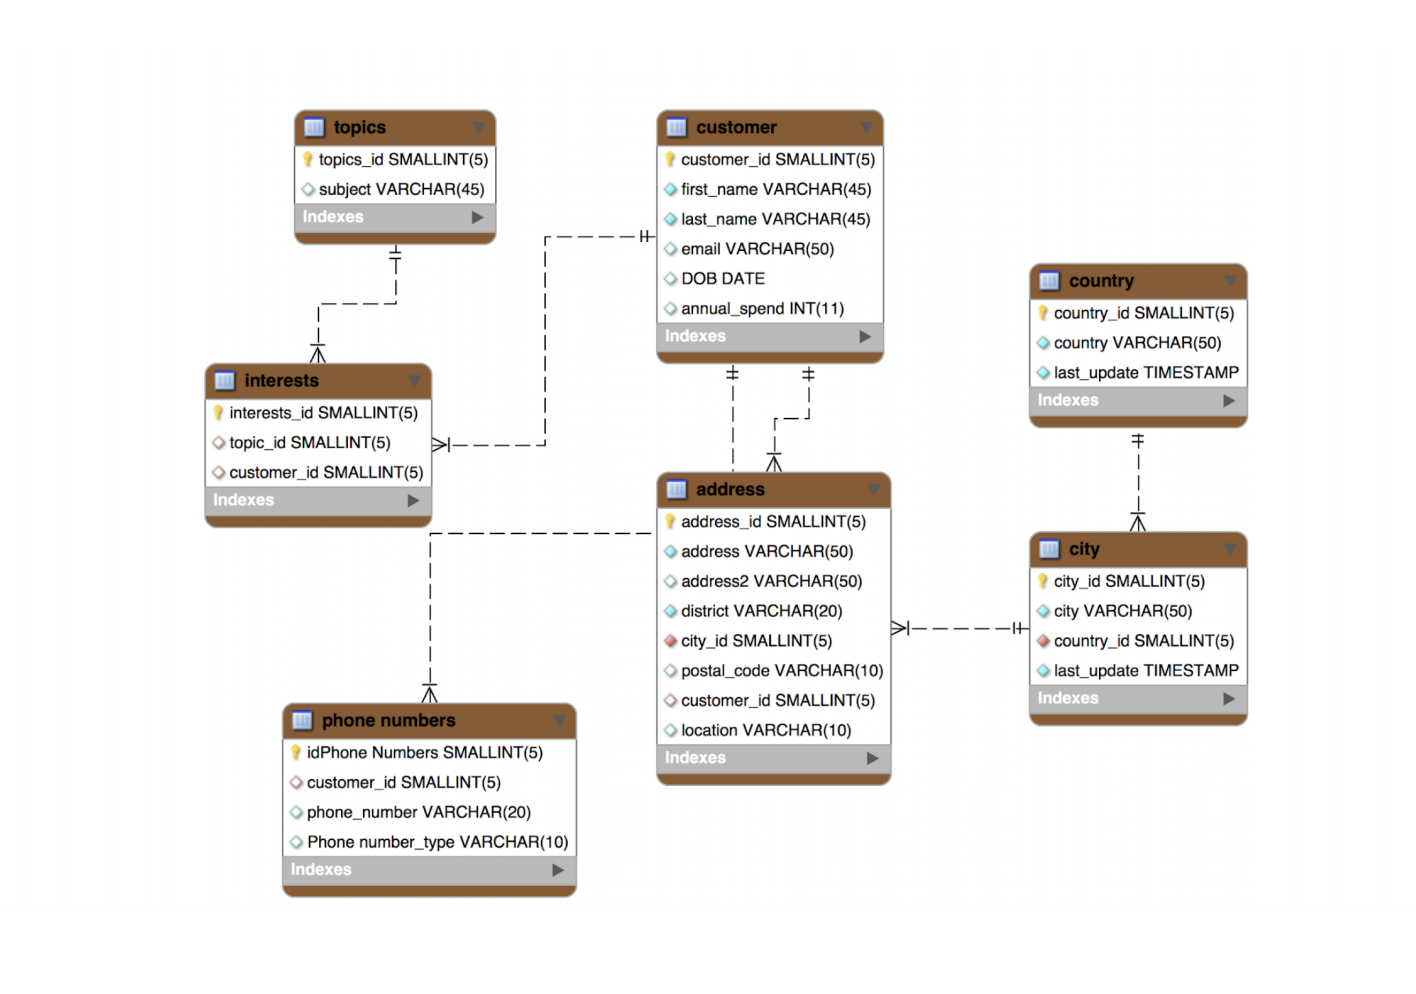 topics
topics_id SMALLINT(5)
subject VARCHAR(45)
Indexes
customer
customer_id SMALLINT(5)
first_name VARCHAR(45)
last_name VARCHAR(45)
email VARCHAR(50)
DOB DATE
annual_spend INT(11)
Indexes
country
country_id SMALLINT(5)
country VARCHAR(50)
last_update TIMESTAMP
Indexes
interests
interests_id SMALLINT(5)
topic_id SMALLINT(5)
customer_id SMALLINT(5)
Indexes
address
address_id SMALLINT(5)
address VARCHAR(50)
address2 VARCHAR(50)
district VARCHAR(20)
city_id SMALLINT(5)
postal_code VARCHAR(10)
customer_id SMALLINT(5)
location VARCHAR(10)
Indexes
city
city_id SMALLINT(5)
city VARCHAR(50)
country_id SMALLINT(5)
last_update TIMESTAMP
Indexes
phone numbers
idPhone Numbers SMALLINT(5)
customer_id SMALLINT(5)
phone_number VARCHAR(20)
Phone number_type VARCHAR(10)
Indexes